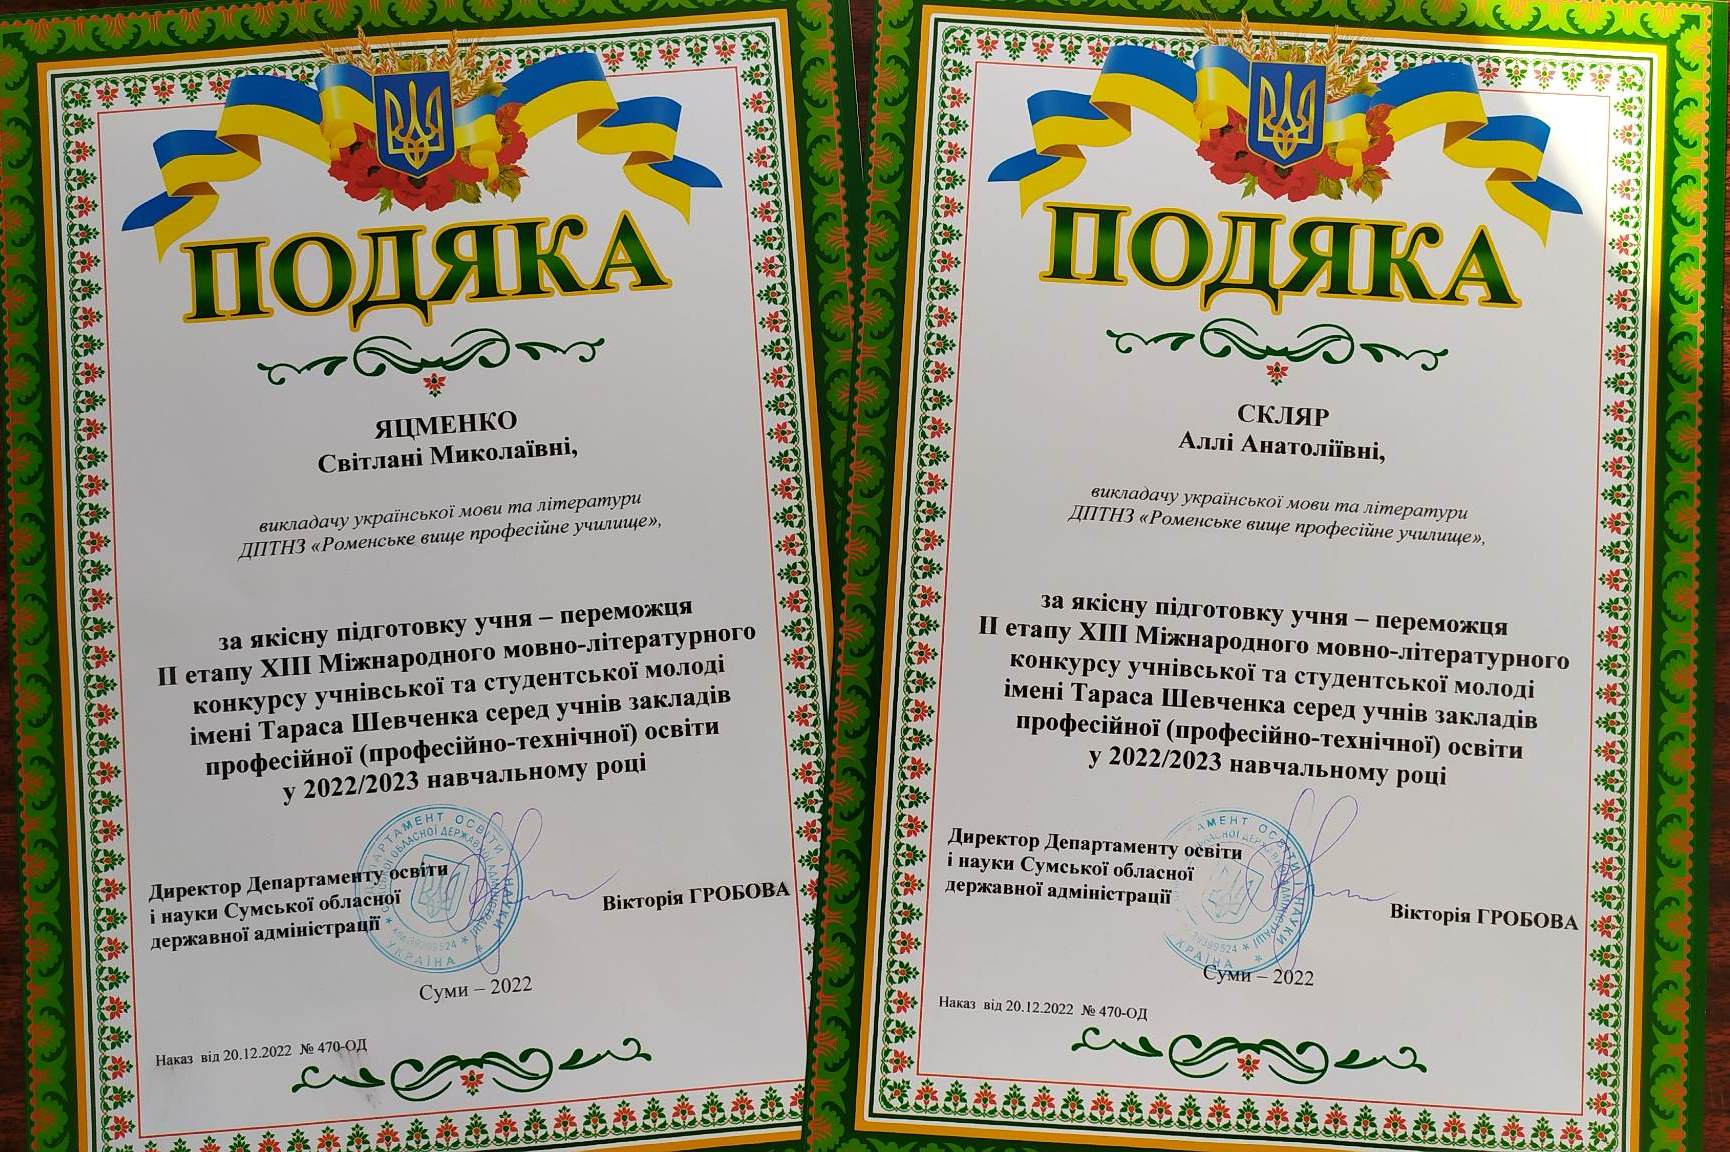 ПОДЯКА
ЯЦМЕНКО
Світлані Миколаївні,
викладачу української мови та літератури
ДПТНЗ «Роменське вище професійне училище»,
за якісну підготовку учня – переможця
ІІ етапу ХІІІ Міжнародного мовно-літературного
конкурсу учнівської та студентської молоді
імені Тараса Шевченка серед учнів закладів
професійної (професійно-технічної) освіти
у 2022/2023 навчальному році
Директор Департаменту освіти
і науки Сумської обласної
державної адміністрації
Вікторія ГРОБОВА
УКРАЇНА
Суми – 2022
Наказ від 20.12.2022 № 470-ОД
ПОДЯКА
СКЛЯР
Аллі Анатоліївні,
викладачу української мови та літератури
ДПТНЗ «Роменське вище професійне училище»,
за якісну підготовку учня – переможця
ІІ етапу ХІІІ Міжнародного мовно-літературного
конкурсу учнівської та студентської молоді
імені Тараса Шевченка серед учнів закладів
професійної (професійно-технічної) освіти
у 2022/2023 навчальному році
Директор Департаменту освіти
і науки Сумської обласної
державної адміністрації
Вікторія ГРОБОВА
Суми – 2022
Наказ від 20.12.2022 № 470-ОД